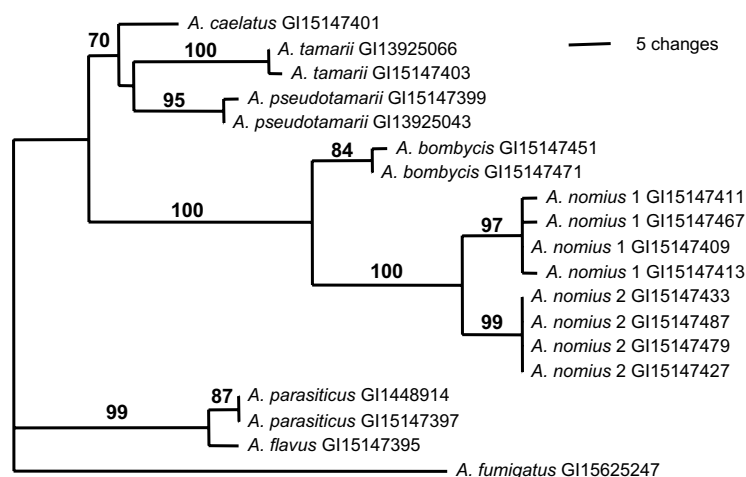 A. caelatus GI15147401
70
A. tamarii GI13925066
100
5 changes
A. tamarii GI15147403
A. pseudotamarii GI15147399
95
A. pseudotamarii GI13925043
A. bombycis GI15147451
84
A. bombycis GI15147471
A. nomius 1 GI15147411
100
A. nomius 1 GI15147467
97
A. nomius 1 GI15147409
A. nomius 1 GI15147413
100
A. nomius 2 GI15147433
A. nomius 2 GI15147487
99
A. nomius 2 GI15147479
A. nomius 2 GI15147427
A. parasiticus GI1448914
87
99
A. parasiticus GI15147397
A. flavus GI15147395
A. fumigatus GI15625247